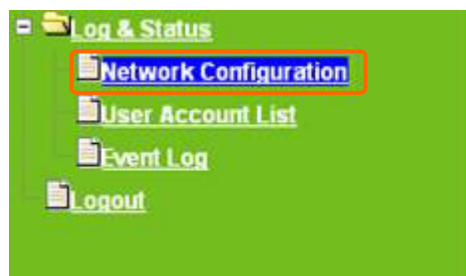 Log & Status
Network Configuration
User Account List
Event Log
Logout